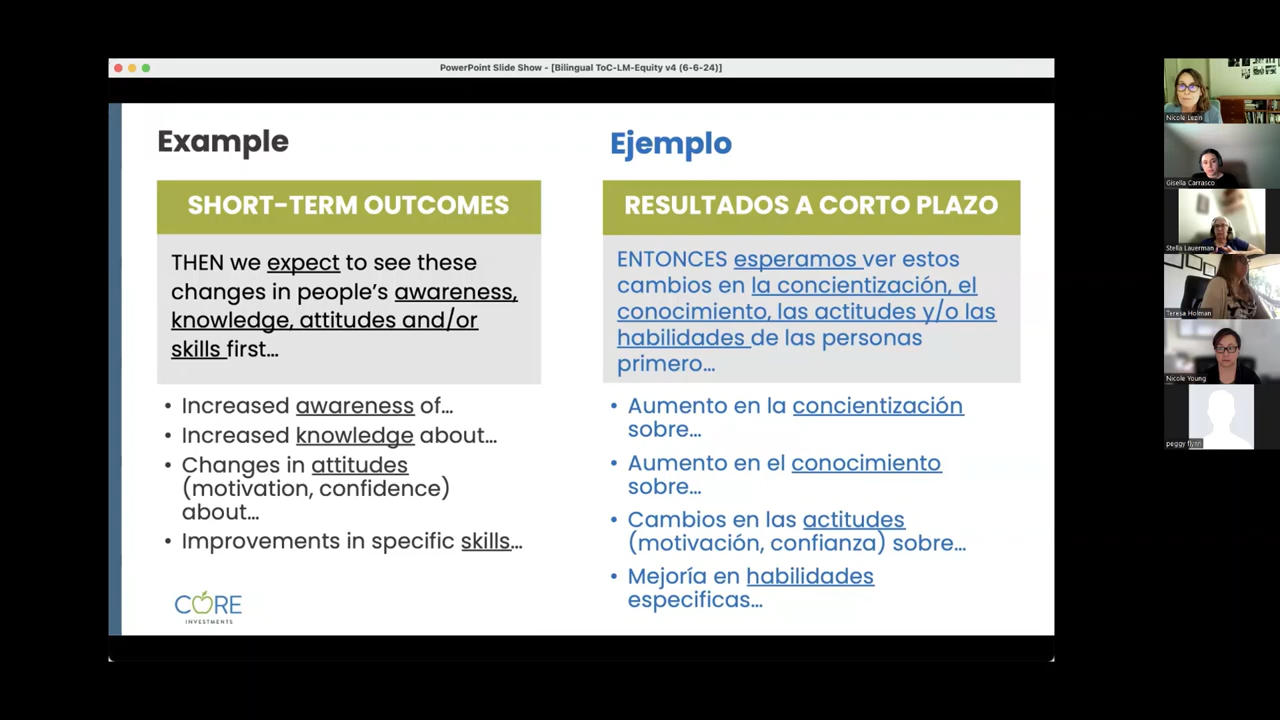 PowerPoint Slide Show - [Bilingual ToC-LM-Equity v4 (6-6-24)]
Example
SHORT-TERM OUTCOMES
THEN we expect to see these
changes in people's awareness,
knowledge, attitudes and/or
skills first...
• Increased awareness of...
• Increased knowledge about...
• Changes in attitudes
(motivation, confidence)
about...
• Improvements in specific skills...
CORE
INVESTMENTS
Ejemplo
RESULTADOS A CORTO PLAZO
ENTONCES esperamos ver estos
cambios en la concientización, el
conocimiento, las actitudes y/o las
habilidades de las personas
primero...
• Aumento en la concientización
sobre...
• Aumento en el conocimiento
sobre...
• Cambios en las actitudes
(motivación, confianza) sobre...
• Mejoría en habilidades
especificas...
Nicole Lezin
Gisella Carrasco
Stella Lauerman
Teresa Holman
Nicole Young
peggy flynn